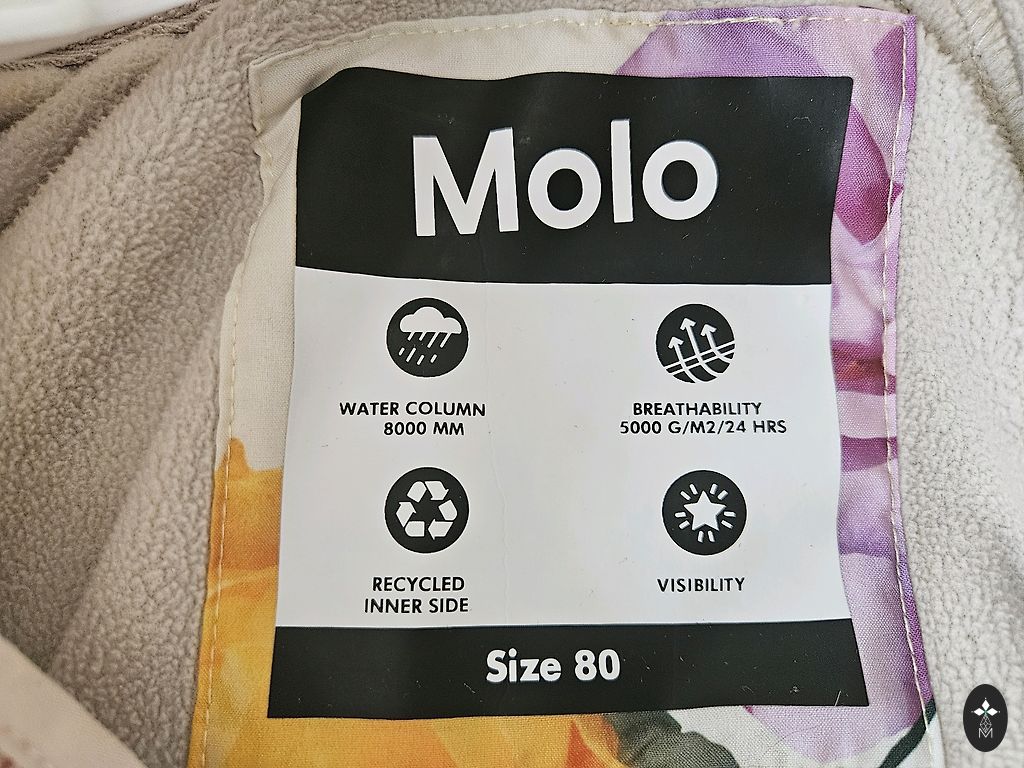 Molo
WATER COLUMN
8000 MM
BREATHABILITY
5000 G/M2/24 HRS
RECYCLED
INNER SIDE
VISIBILITY
Size 80
M